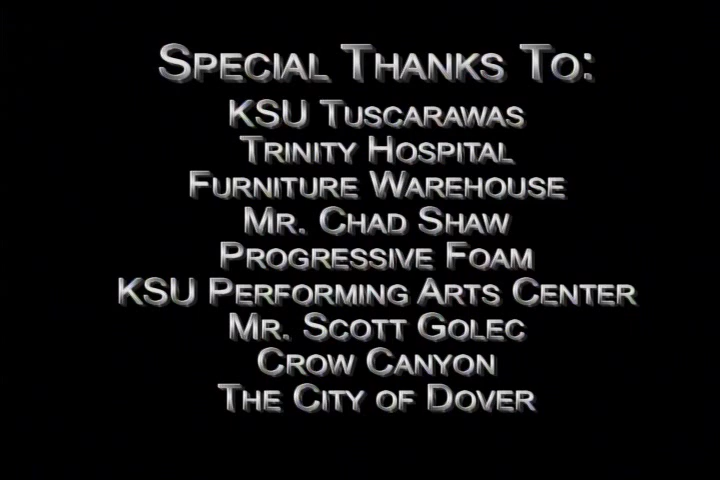 Special Thanks To:
KSU Tuscarawas
Trinity Hospital
Furniture Warehouse
Mr. Chad Shaw
Progressive Foam
KSU Performing Arts Center
Mr. Scott Golec
Crow Canyon
The City of Dover